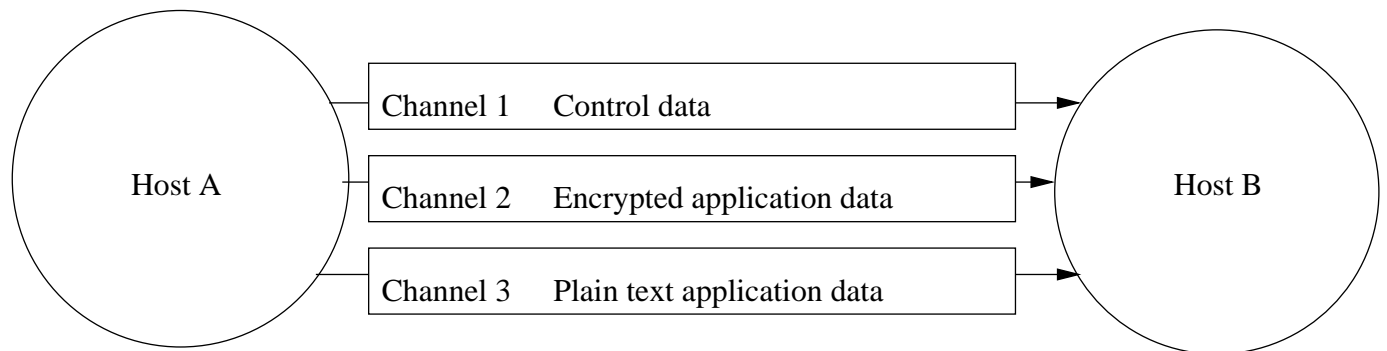 Channel 1 Control data
Host A
Channel 2 Encrypted application data
Host B
Channel 3 Plain text application data